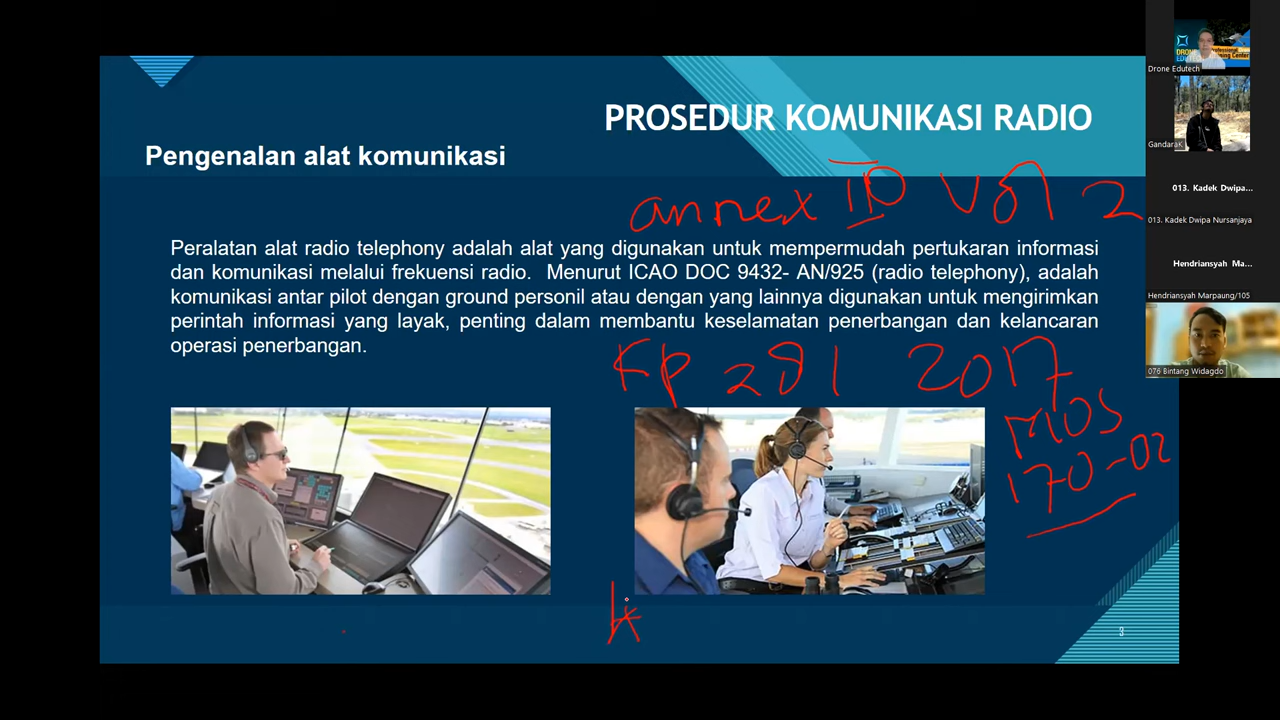 PROSEDUR KOMUNIKASI RADIO
Pengenalan alat komunikasi
annex 10 Vol 2
Peralatan alat radio telephony adalah alat yang digunakan untuk mempermudah pertukaran informasi
dan komunikasi melalui frekuensi radio. Menurut ICAO DOC 9432- AN/925 (radio telephony), adalah
komunikasi antar pilot dengan ground personil atau dengan yang lainnya digunakan untuk mengirimkan
perintah informasi yang layak, penting dalam membantu keselamatan penerbangan dan kelancaran
operasi penerbangan.
Kp 281 2017
MOS
170-02
3
Drone Edutech
GandaraK
013. Kadek Dwipa...
013. Kadek Dwipa Nursanjaya
Hendriansyah Ma...
Hendriansyah Marpaung/105
076 Bintang Widagdo